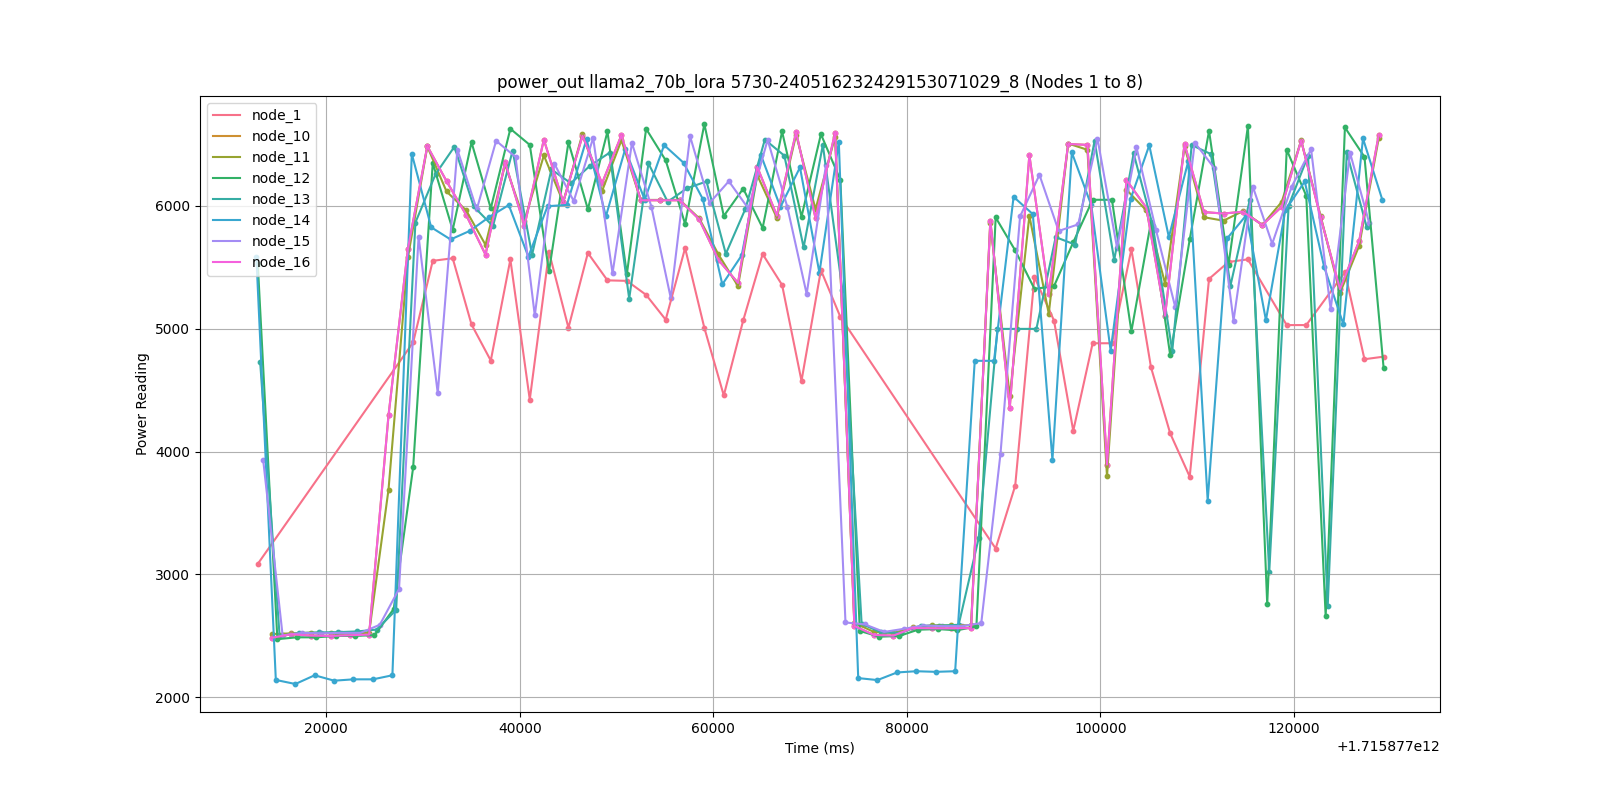 power_out llama2_70b_lora 5730-240516232429153071029_8 (Nodes 1 to 8)
node_1
node_10
node_11
node_12
node_13
node_14
node_15
node_16
6000
5000
4000
3000
2000
Power Reading
20000
40000
60000
80000
100000
120000
Time (ms)
+1.715877e12